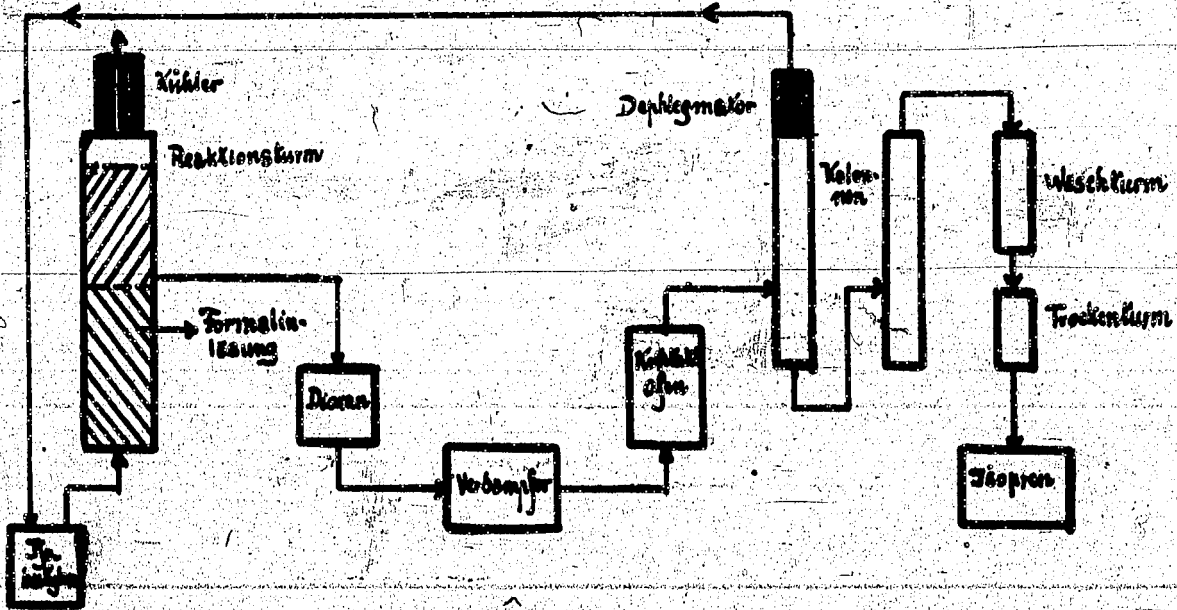 Kühler
Reaktionsturm
Dephlegmator
Kolon-
nen
Waschturm
Trockenturm
Formalin-
lösung
Dioxan
Kontakt
ofen
Verdampfer
Isopren